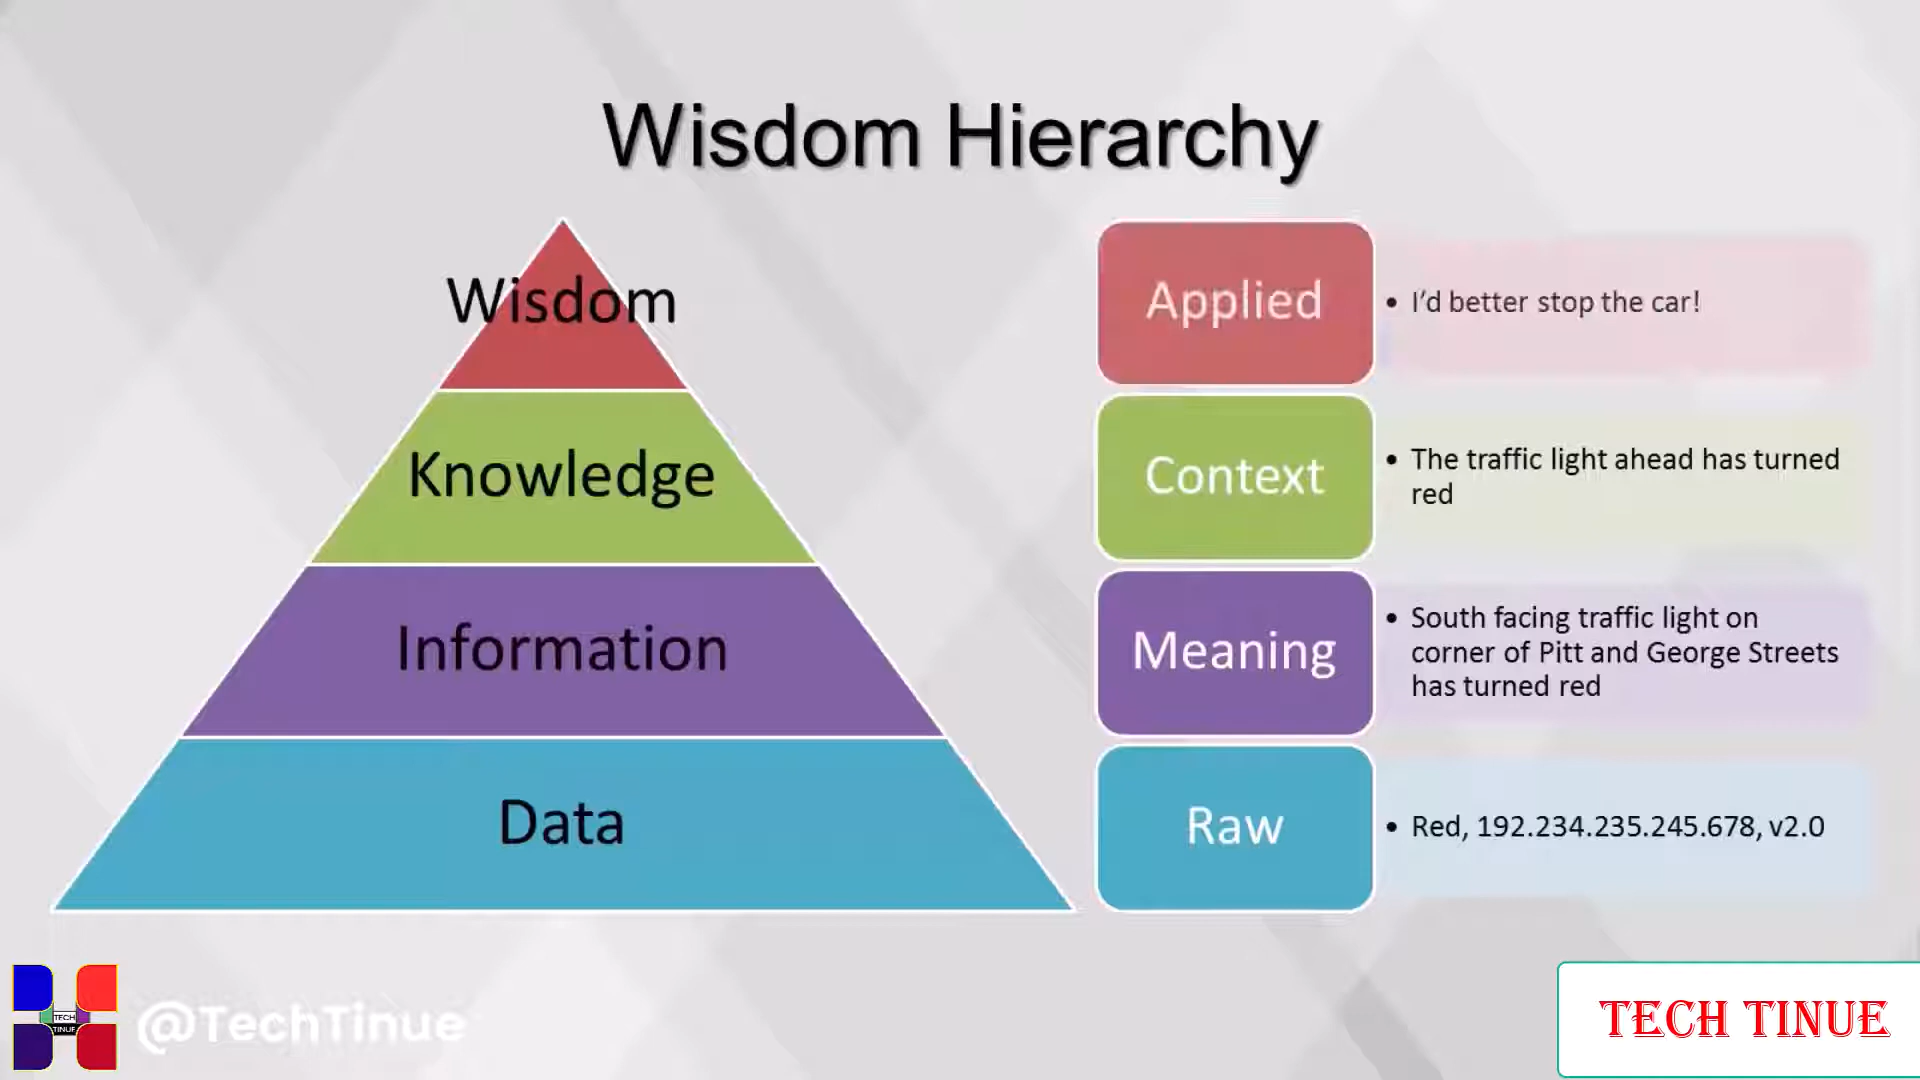 Wisdom Hierarchy
Wisdom
Knowledge
Information
Data
Applied
• I’d better stop the car!
Context
• The traffic light ahead has turned
red
Meaning
• South facing traffic light on
corner of Pitt and George Streets
has turned red
Raw
• Red, 192.234.235.245.678, v2.0
TECH
TINUE
@TechTinue
TECH TINUE